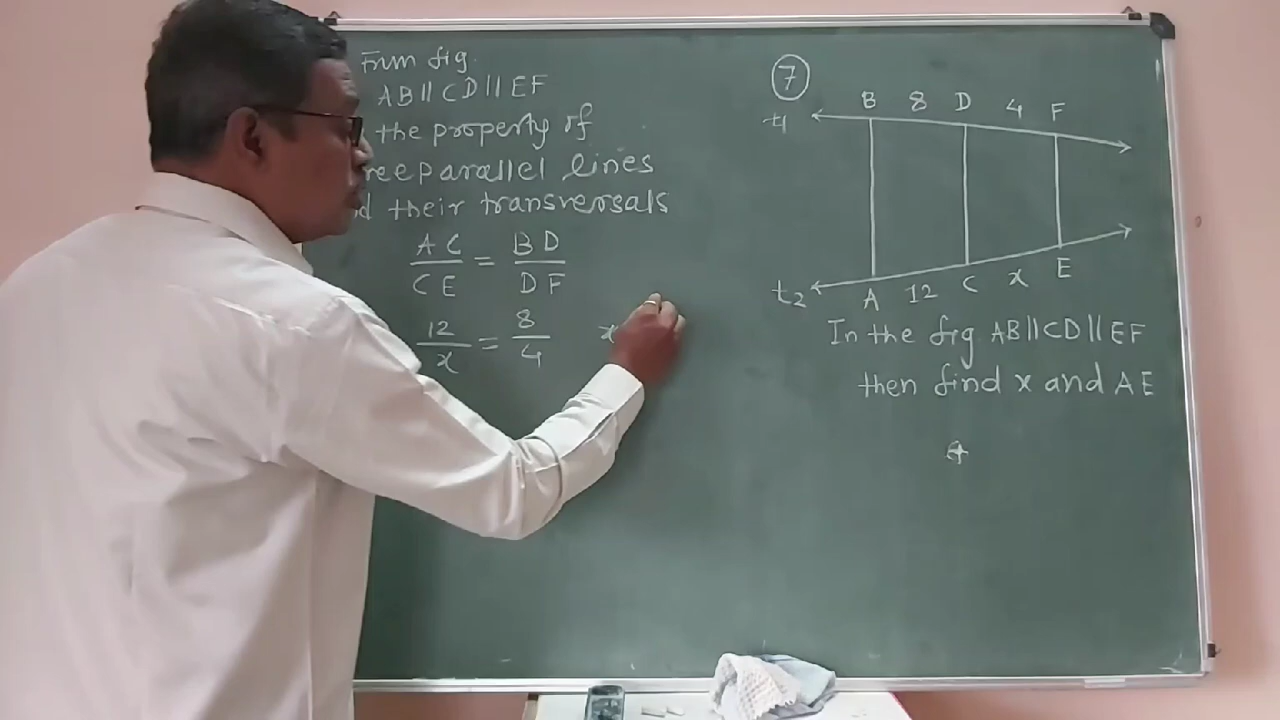 From fig.
AB||CD||EF
the property of
parallel lines
their transversals
AC/CE = BD/DF
12/x = 8/4 x
7
B 8 D 4 F
t1
t2
A 12 C x E
In the fig AB||CD||EF
then find x and AE